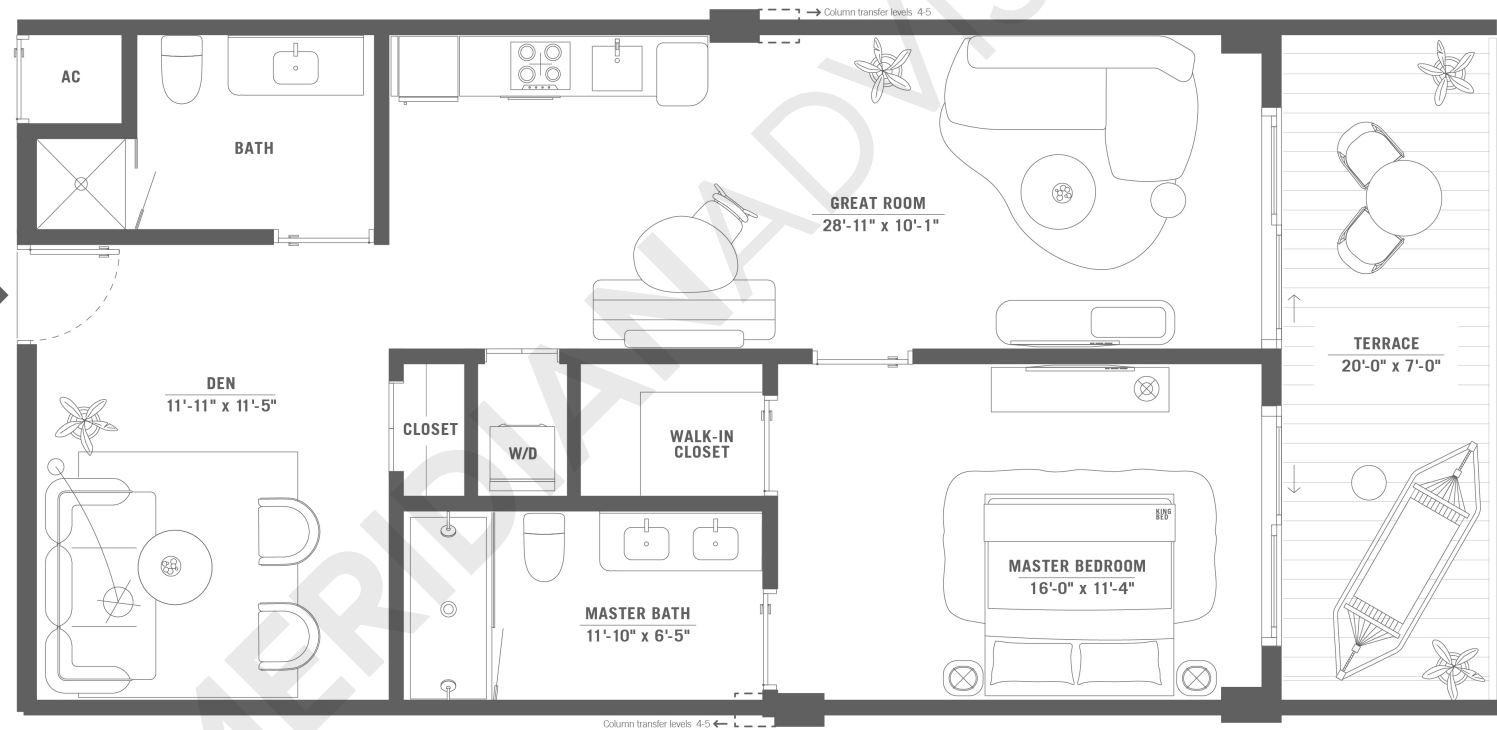 Column transfer levels 4-5
AC
BATH
GREAT ROOM
28'-11" x 10'-1"
TERRACE
20'-0" x 7'-0"
DEN
11'-11" x 11'-5"
CLOSET
W/D
WALK-IN
CLOSET
KING
BED
MASTER BEDROOM
16'-0" x 11'-4"
MASTER BATH
11'-10" x 6'-5"
Column transfer levels 4-5
MERIDIANADVIS